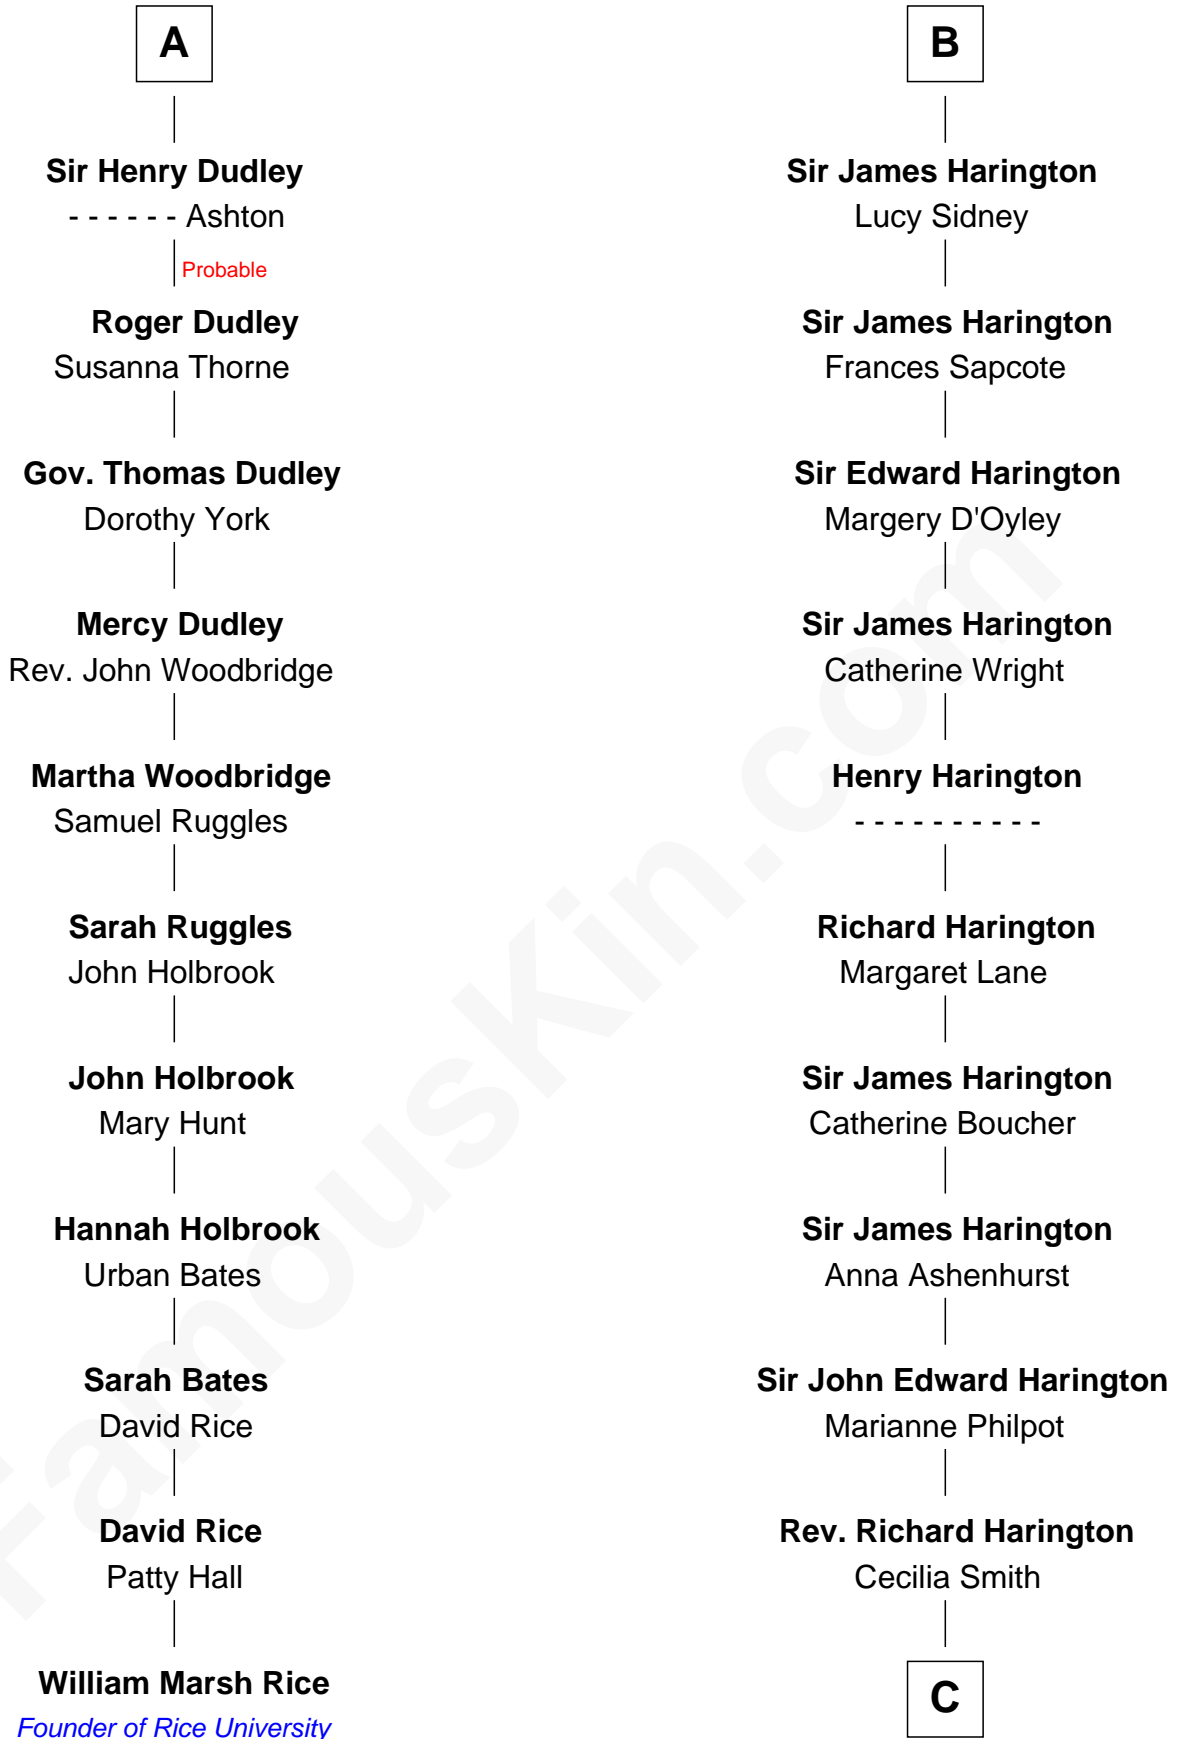 A
Sir Henry Dudley
- - - - - - Ashton
Probable
Roger Dudley
Susanna Thorne
Gov. Thomas Dudley
Dorothy York
Mercy Dudley
Rev. John Woodbridge
Martha Woodbridge
Samuel Ruggles
Sarah Ruggles
John Holbrook
John Holbrook
Mary Hunt
Hannah Holbrook
Urban Bates
Sarah Bates
David Rice
David Rice
Patty Hall
William Marsh Rice
Founder of Rice University
B
Sir James Harington
Lucy Sidney
Sir James Harington
Frances Sapcote
Sir Edward Harington
Margery D'Oyley
Sir James Harington
Catherine Wright
Henry Harington
- - - - - - - - - -
Richard Harington
Margaret Lane
Sir James Harington
Catherine Boucher
Sir James Harington
Anna Ashenhurst
Sir John Edward Harington
Marianne Philpot
Rev. Richard Harington
Cecilia Smith
C
FamousKin.com